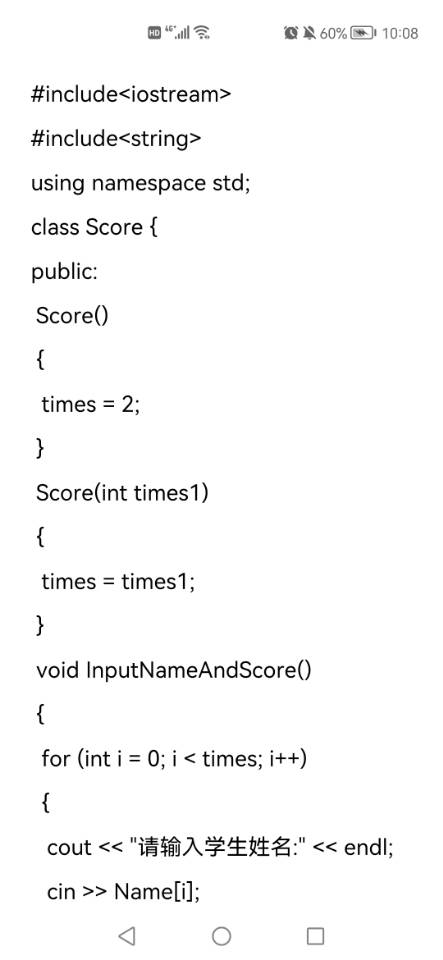 HD 4G 60% 10:08
#include<iostream>
#include<string>
using namespace std;
class Score {
public:
Score()
{
times = 2;
}
Score(int times1)
{
times = times1;
}
void InputNameAndScore()
{
for (int i = 0; i < times; i++)
{
cout << "请输入学生姓名:" << endl;
cin >> Name[i];